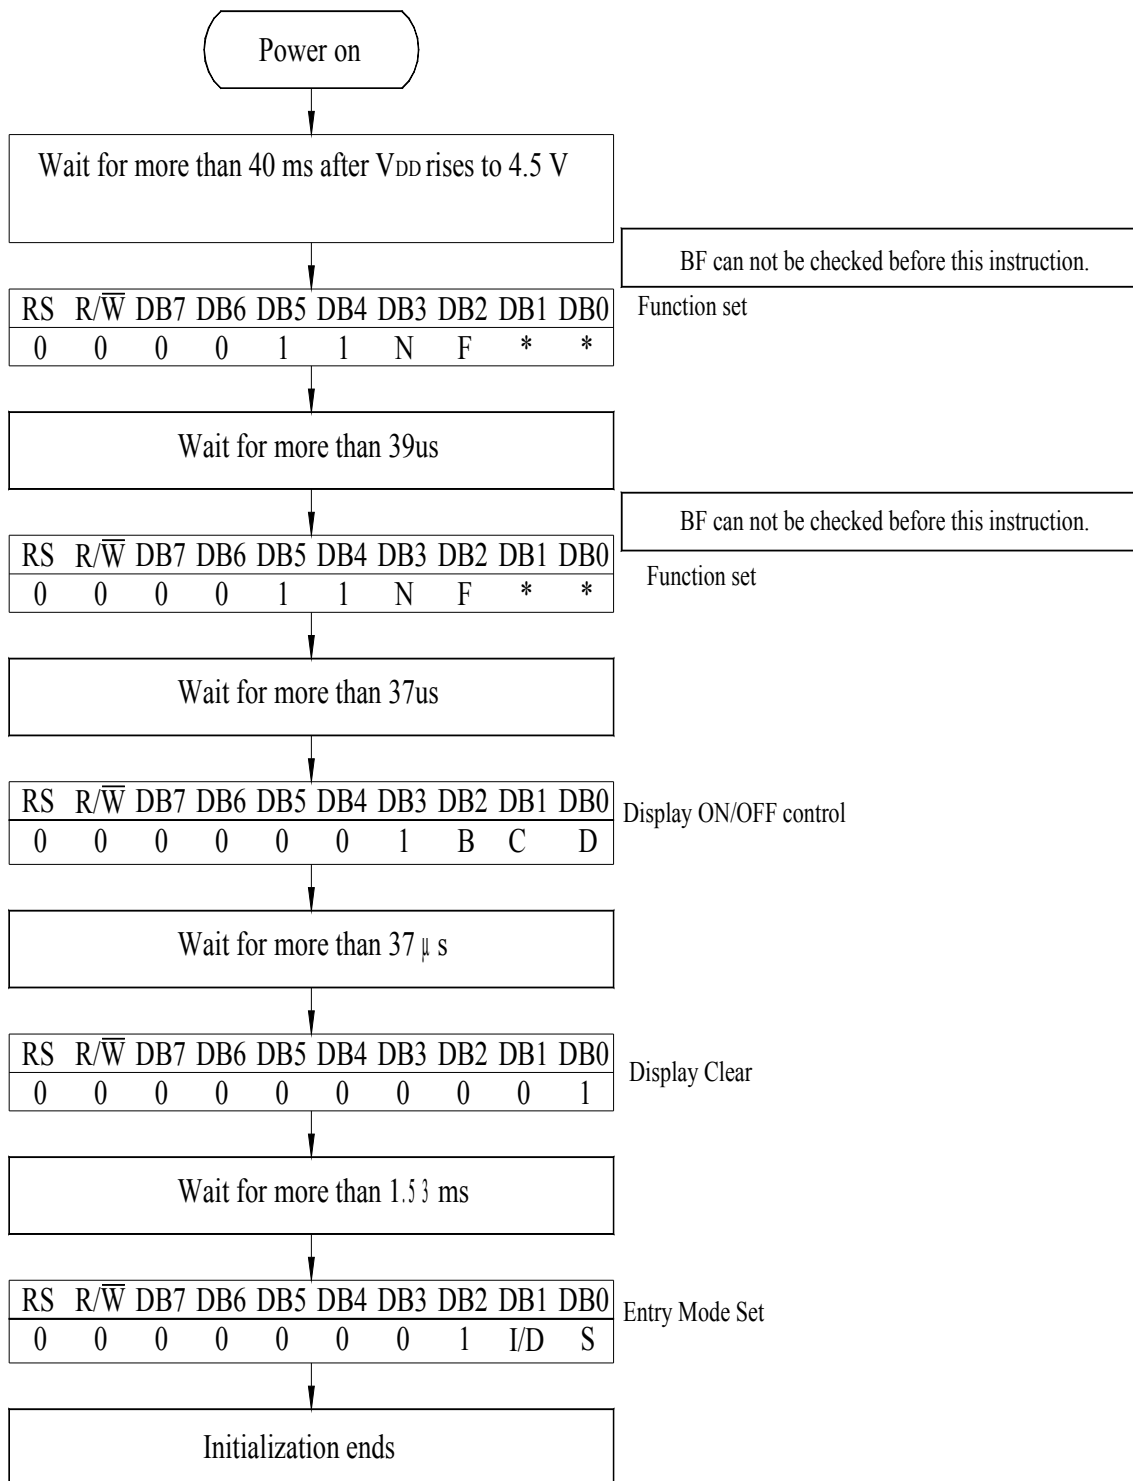 Power on
Wait for more than 40 ms after VDD rises to 4.5 V
BF can not be checked before this instruction.
RS R/W̅ DB7 DB6 DB5 DB4 DB3 DB2 DB1 DB0
Function set
0 0 0 0 1 1 N F * *
Wait for more than 39us
BF can not be checked before this instruction.
RS R/W̅ DB7 DB6 DB5 DB4 DB3 DB2 DB1 DB0
Function set
0 0 0 0 1 1 N F * *
Wait for more than 37us
RS R/W̅ DB7 DB6 DB5 DB4 DB3 DB2 DB1 DB0
Display ON/OFF control
0 0 0 0 0 0 1 B C D
Wait for more than 37 μ s
RS R/W̅ DB7 DB6 DB5 DB4 DB3 DB2 DB1 DB0
Display Clear
0 0 0 0 0 0 0 0 0 1
Wait for more than 1.53 ms
RS R/W̅ DB7 DB6 DB5 DB4 DB3 DB2 DB1 DB0
Entry Mode Set
0 0 0 0 0 0 0 1 I/D S
Initialization ends